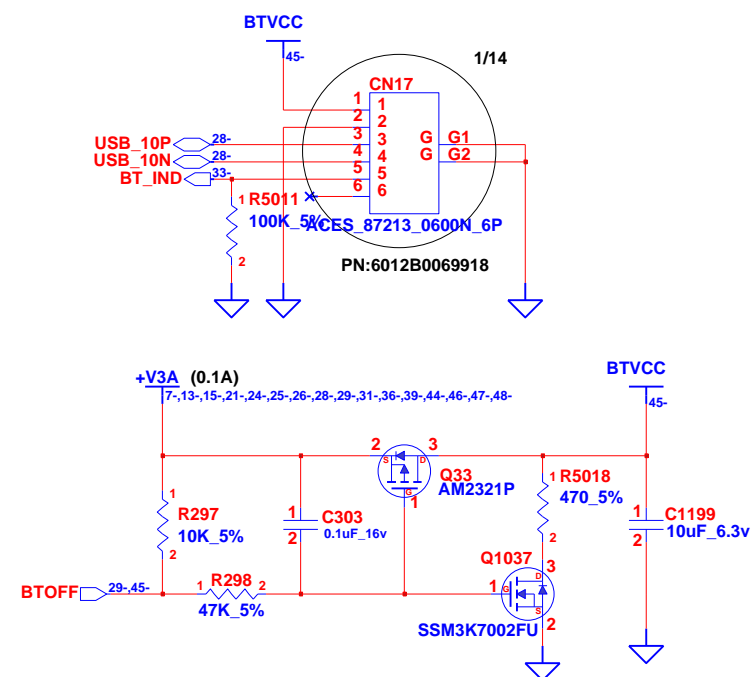 BTVCC
45-
1/14
CN17
1 1
2 2
USB_10P 28- 3 3 G G1
USB_10N 28- 4 4 G G2
BT_IND 33- 5 5
6 6
1 R5011
100K_5%
2
ACES_87213_0600N_6P
PN:6012B0069918
+V3A (0.1A)
7-,13-,15-,21-,24-,25-,26-,28-,29-,31-,36-,39-,44-,46-,47-,48-
BTVCC
45-
2 3
S D
Q33
AM2321P
G
1
1 R5018
470_5%
2
1
R297
10K_5%
2
1 C303
0.1uF_16v
2
1 C1199
10uF_6.3v
2
Q1037
3
D
1 G
S
2
SSM3K7002FU
BTOFF 29-,45-
1 R298 2
47K_5%